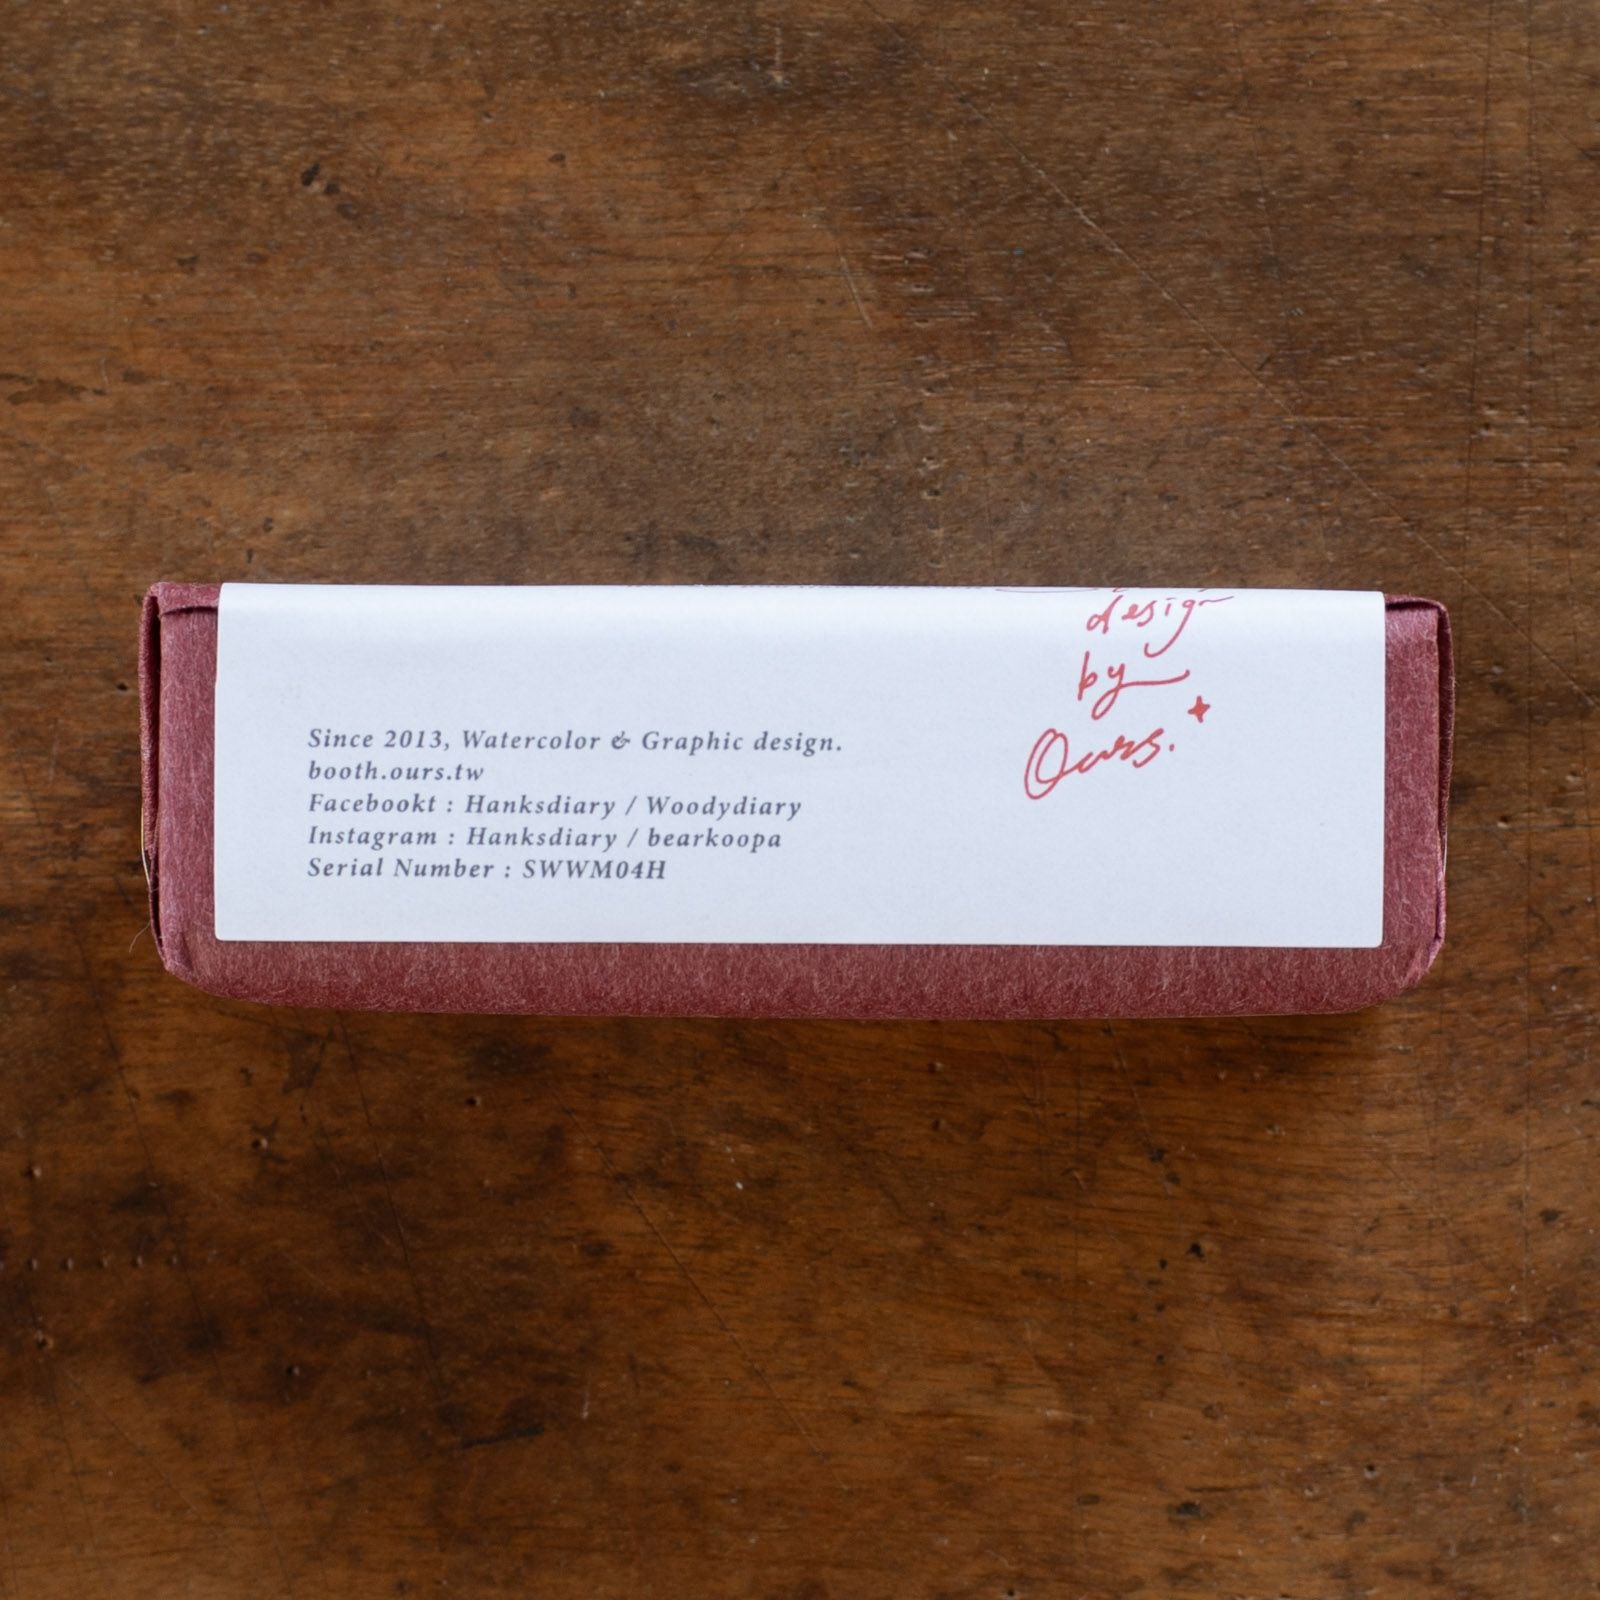 Since 2013, Watercolor & Graphic design.
booth.ours.tw
Facebookt : Hanksdiary / Woodydiary
Instagram : Hanksdiary / bearkoopa
Serial Number : SWWM04H
design
by
Ours.